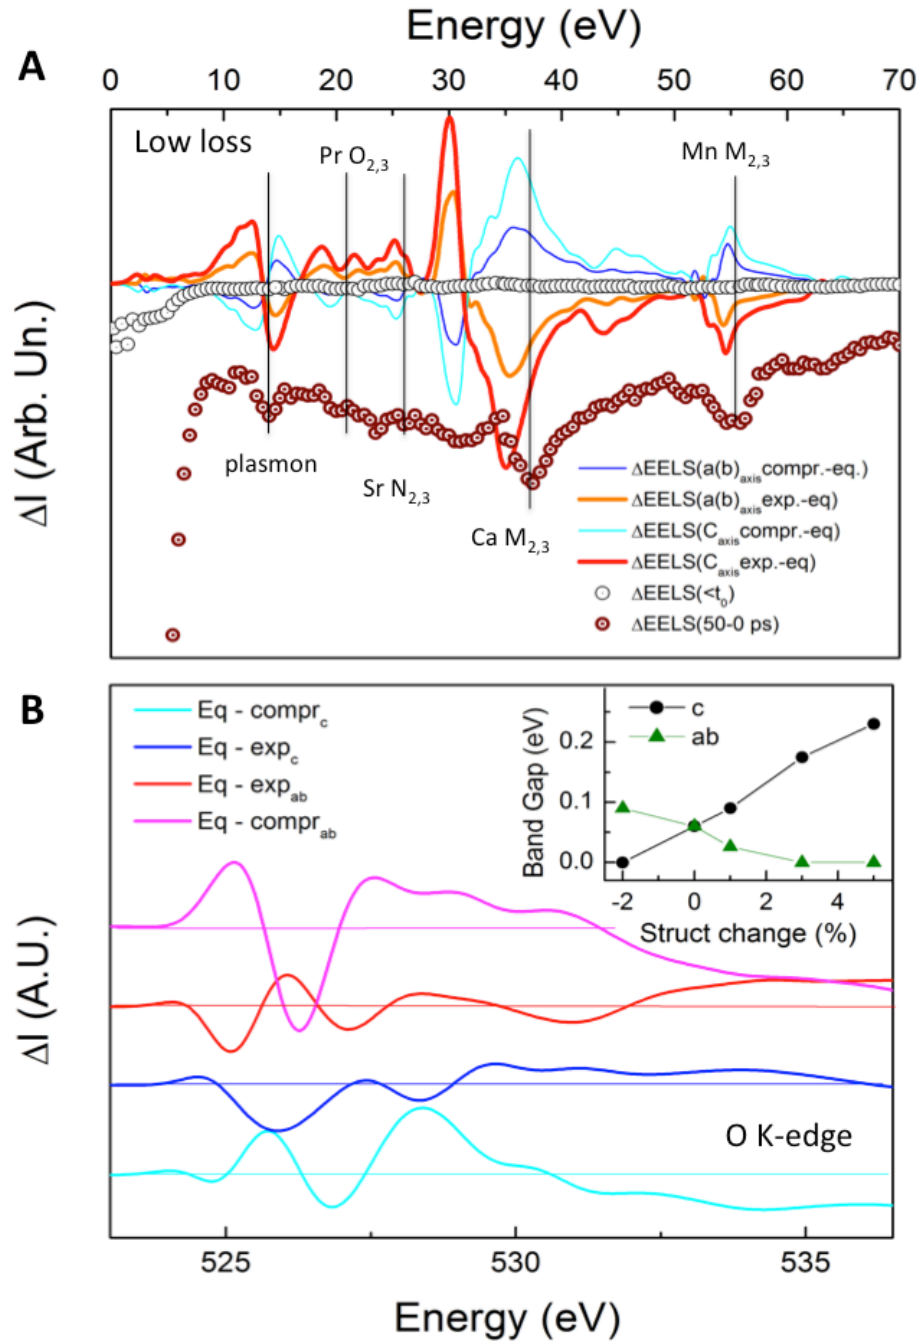 Energy (eV)
A
0 10 20 30 40 50 60 70
Low loss
Pr O2,3
Mn M2,3
ΔI (Arb. Un.)
plasmon
Sr N2,3
Ca M2,3
ΔEELS(a(b)axiscompr.-eq.)
ΔEELS(a(b)axisexp.-eq)
ΔEELS(Caxiscompr.-eq)
ΔEELS(Caxisexp.-eq)
ΔEELS(<t0)
ΔEELS(50-0 ps)
B
Eq - comprc
Eq - expc
Eq - expab
Eq - comprab
c
ab
Band Gap (eV)
0.2
0.1
0.0
-2 0 2 4
Struct change (%)
ΔI (A.U.)
O K-edge
525 530 535
Energy (eV)